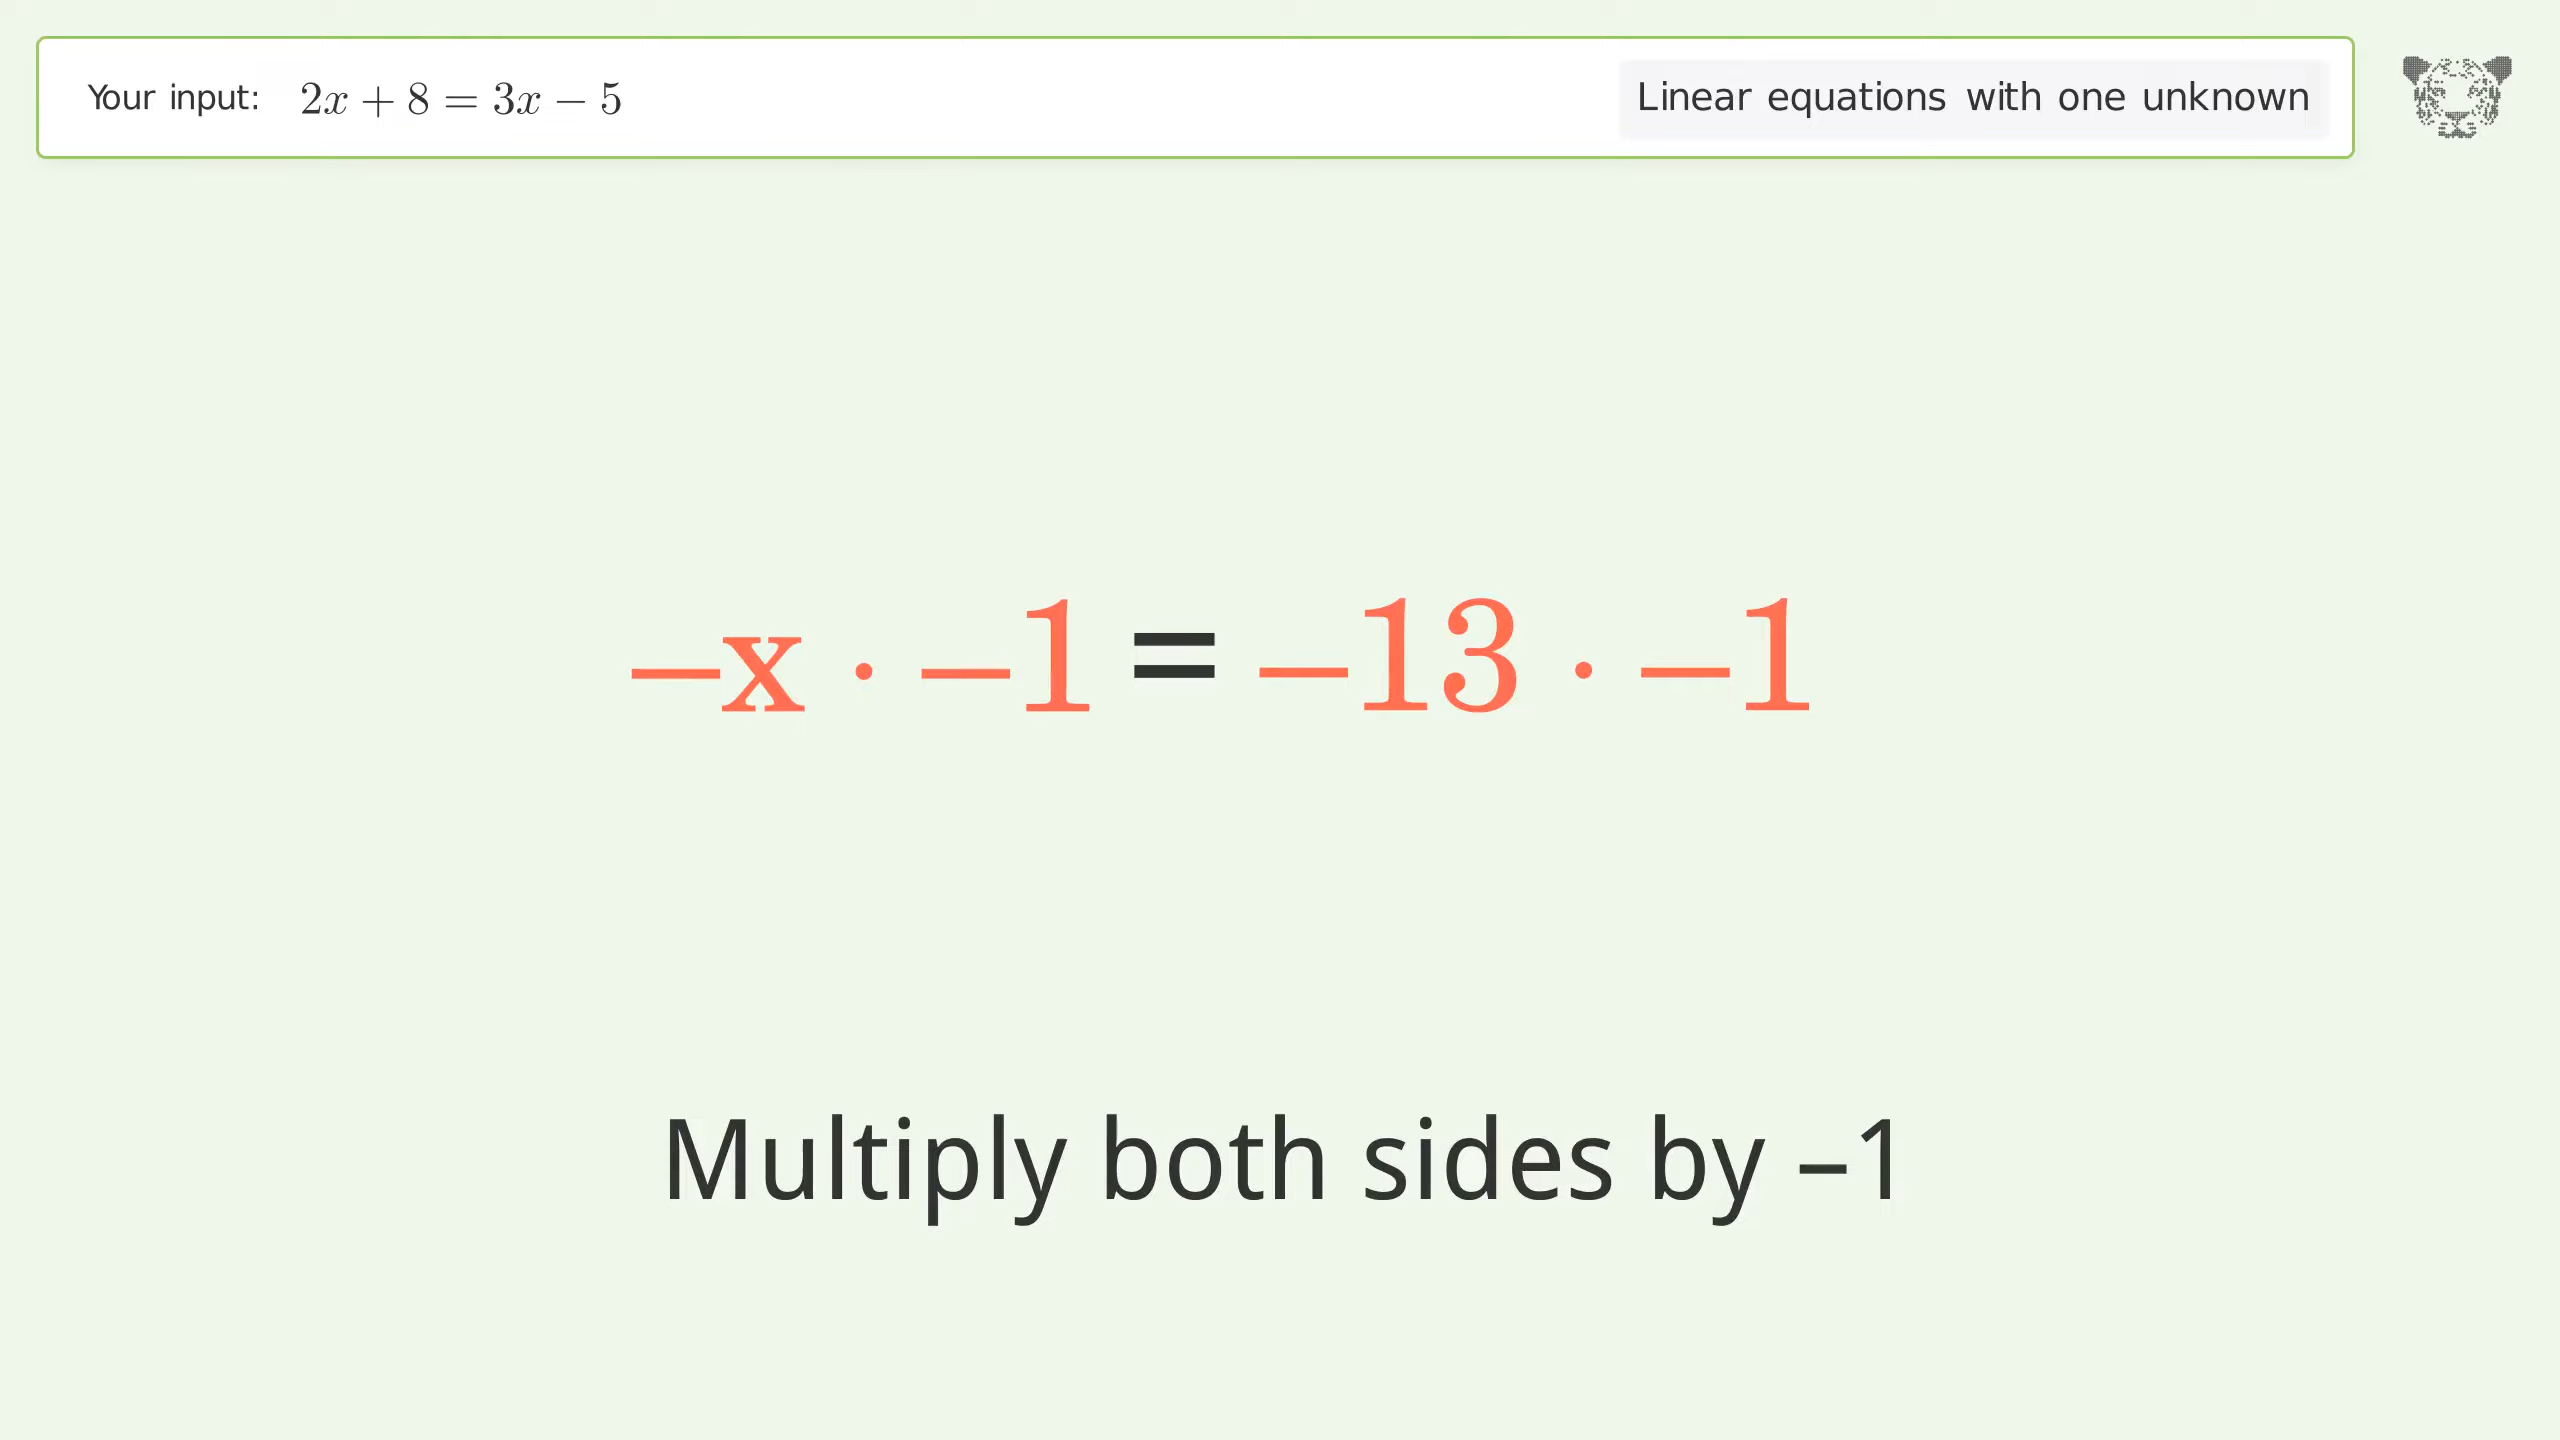 Your input: 2x + 8 = 3x − 5
Linear equations with one unknown
−x · −1 = −13 · −1
Multiply both sides by −1